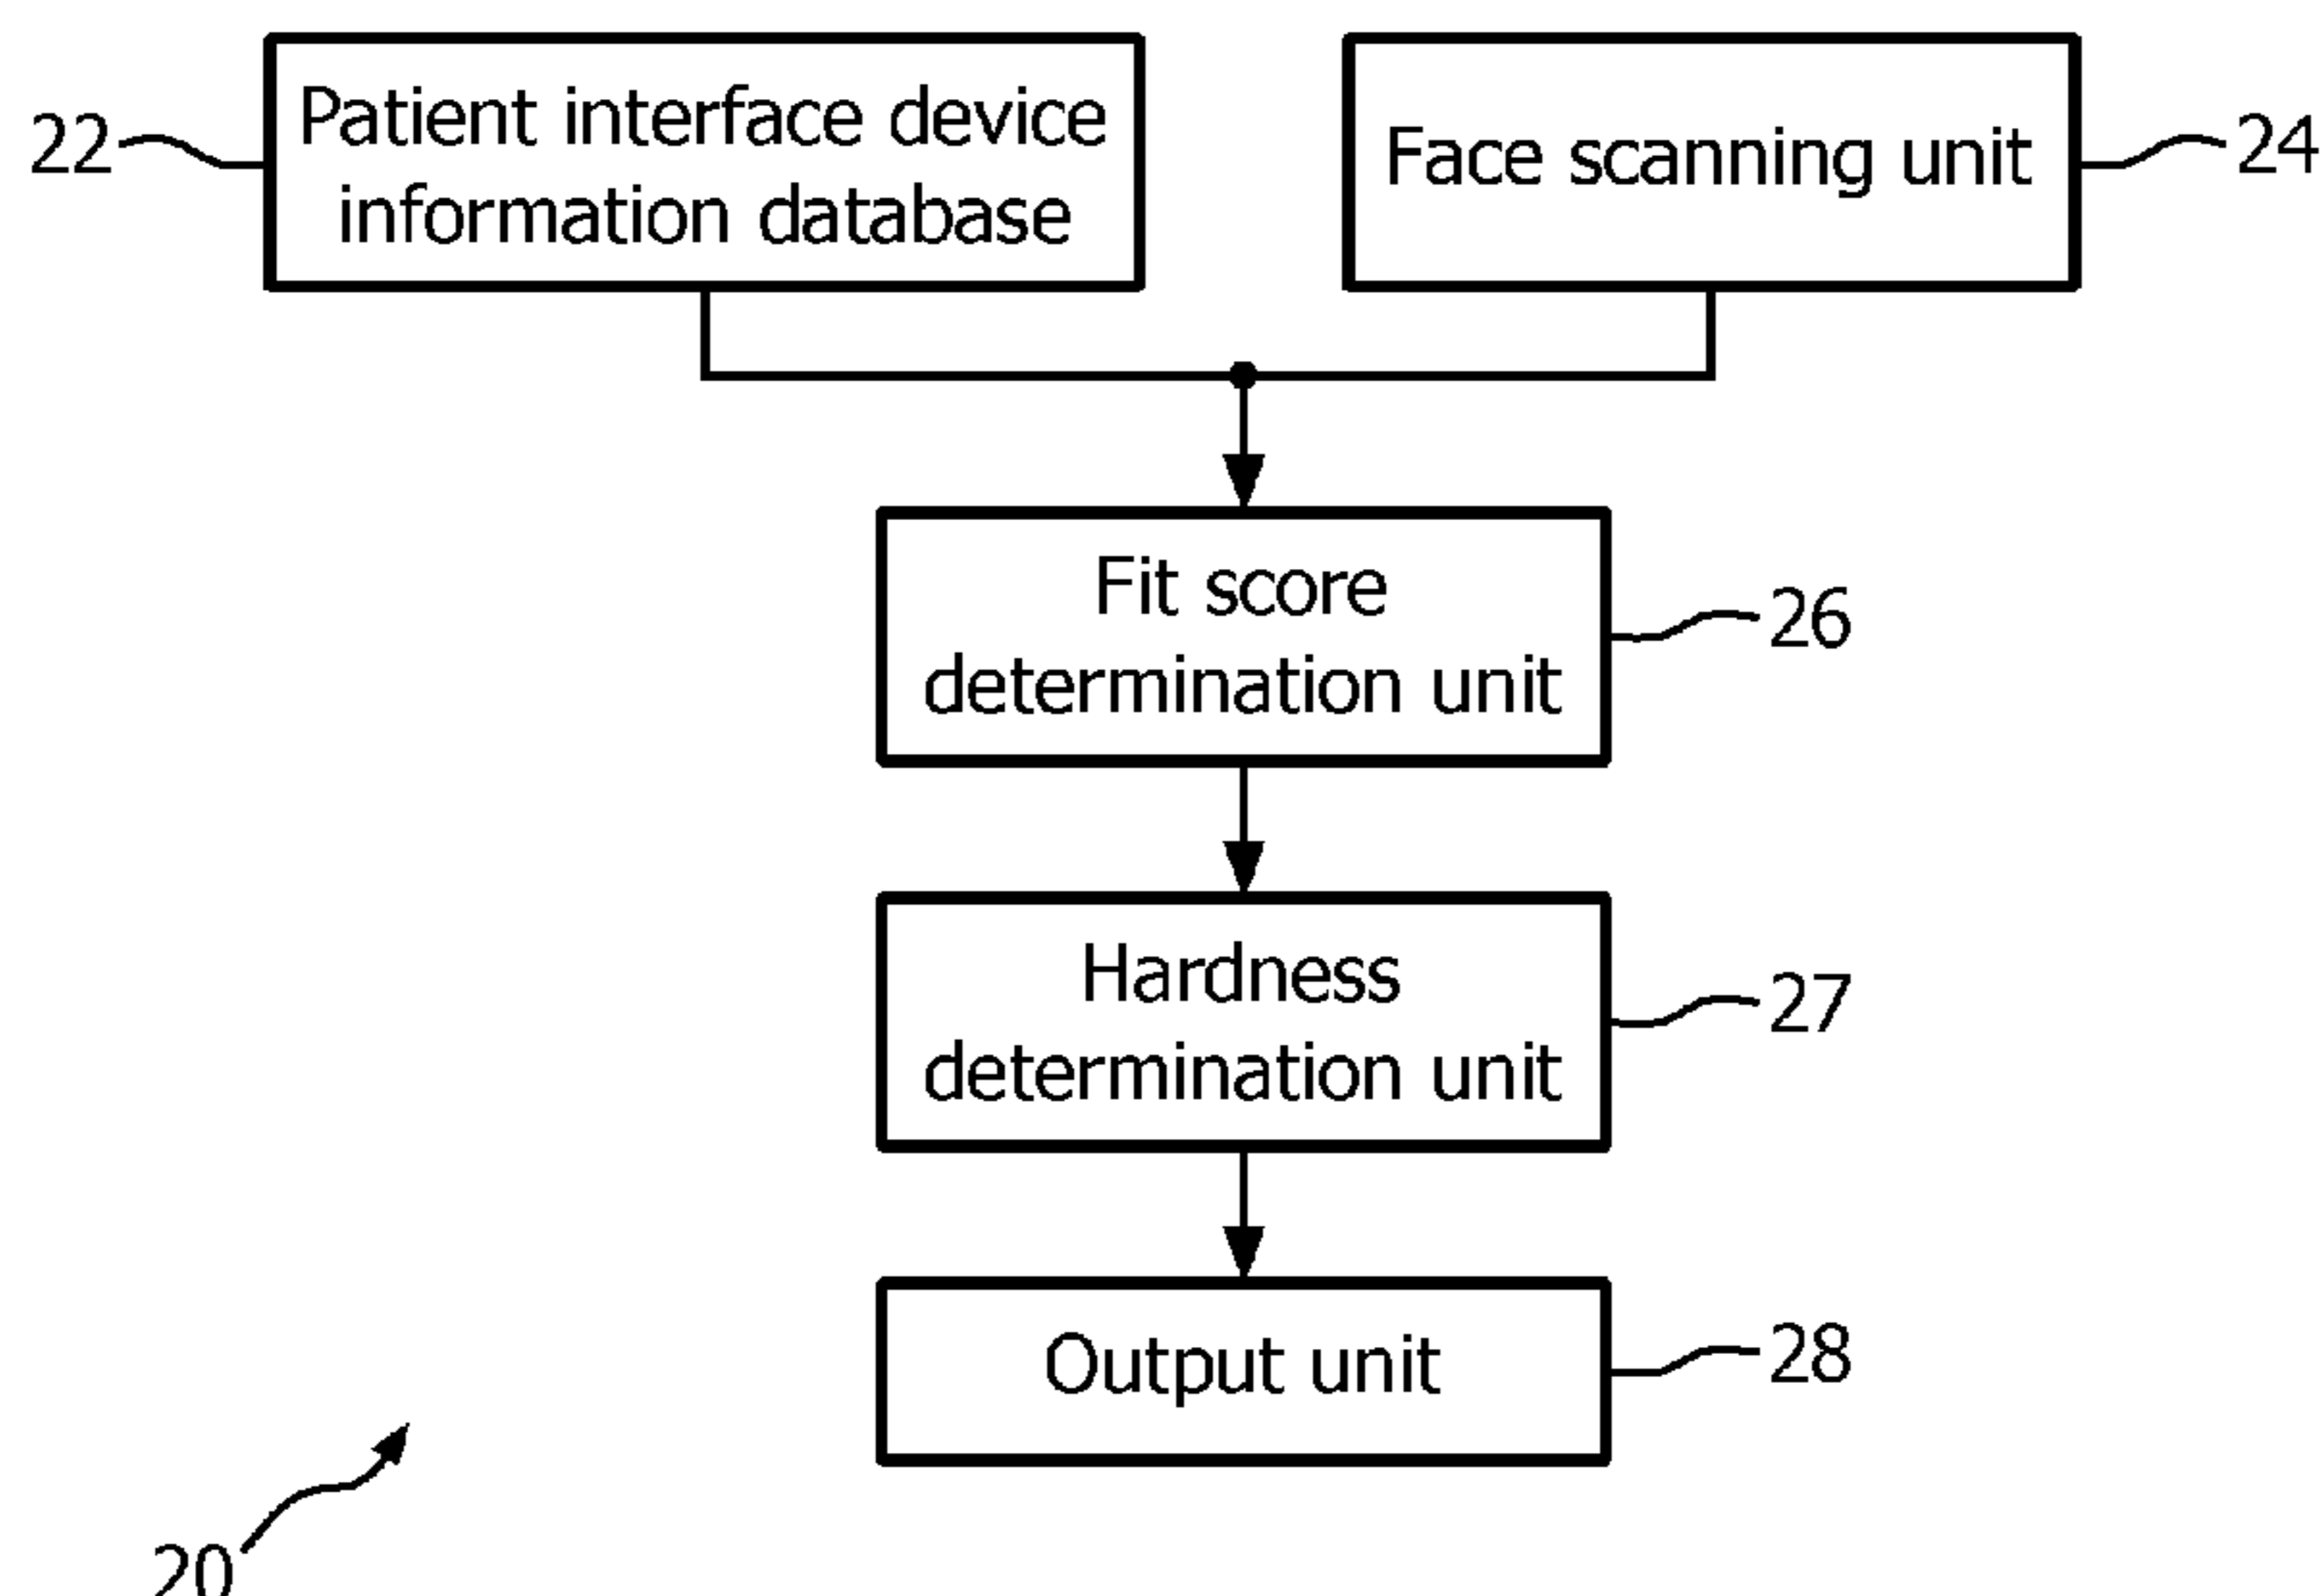 Patient interface device
information database
22
Face scanning unit
24
Fit score
determination unit
26
Hardness
determination unit
27
Output unit
28
20